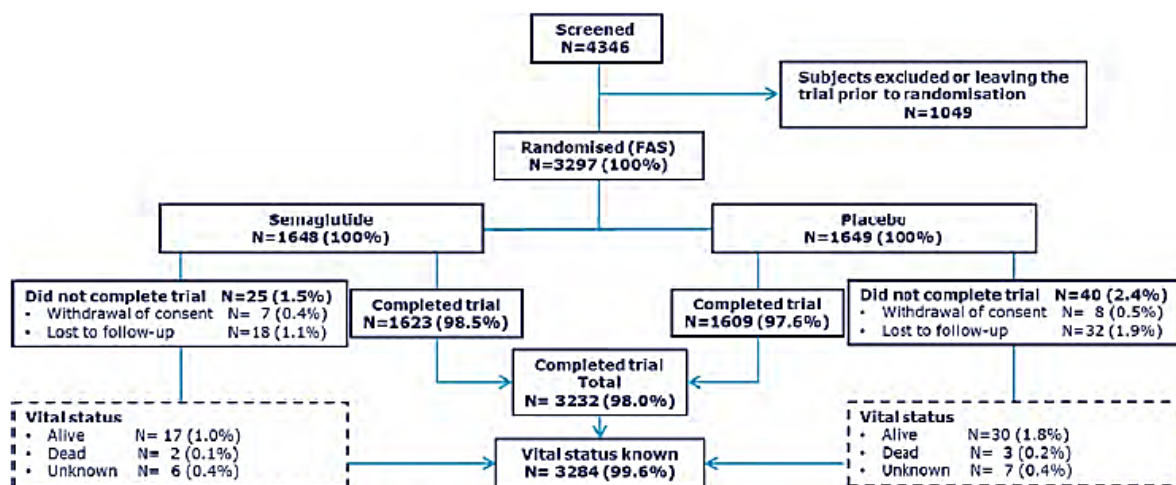 Screened
N=4346
Subjects excluded or leaving the
trial prior to randomisation
N=1049
Randomised (FAS)
N=3297 (100%)
Semaglutide
N=1648 (100%)
Placebo
N=1649 (100%)
Did not complete trial N=25 (1.5%)
• Withdrawal of consent N= 7 (0.4%)
• Lost to follow-up N=18 (1.1%)
Completed trial
N=1623 (98.5%)
Completed trial
N=1609 (97.6%)
Did not complete trial N=40 (2.4%)
• Withdrawal of consent N= 8 (0.5%)
• Lost to follow-up N=32 (1.9%)
Completed trial
Total
N= 3232 (98.0%)
Vital status
• Alive N= 17 (1.0%)
• Dead N= 2 (0.1%)
• Unknown N= 6 (0.4%)
Vital status known
N= 3284 (99.6%)
Vital status
• Alive N=30 (1.8%)
• Dead N= 3 (0.2%)
• Unknown N= 7 (0.4%)